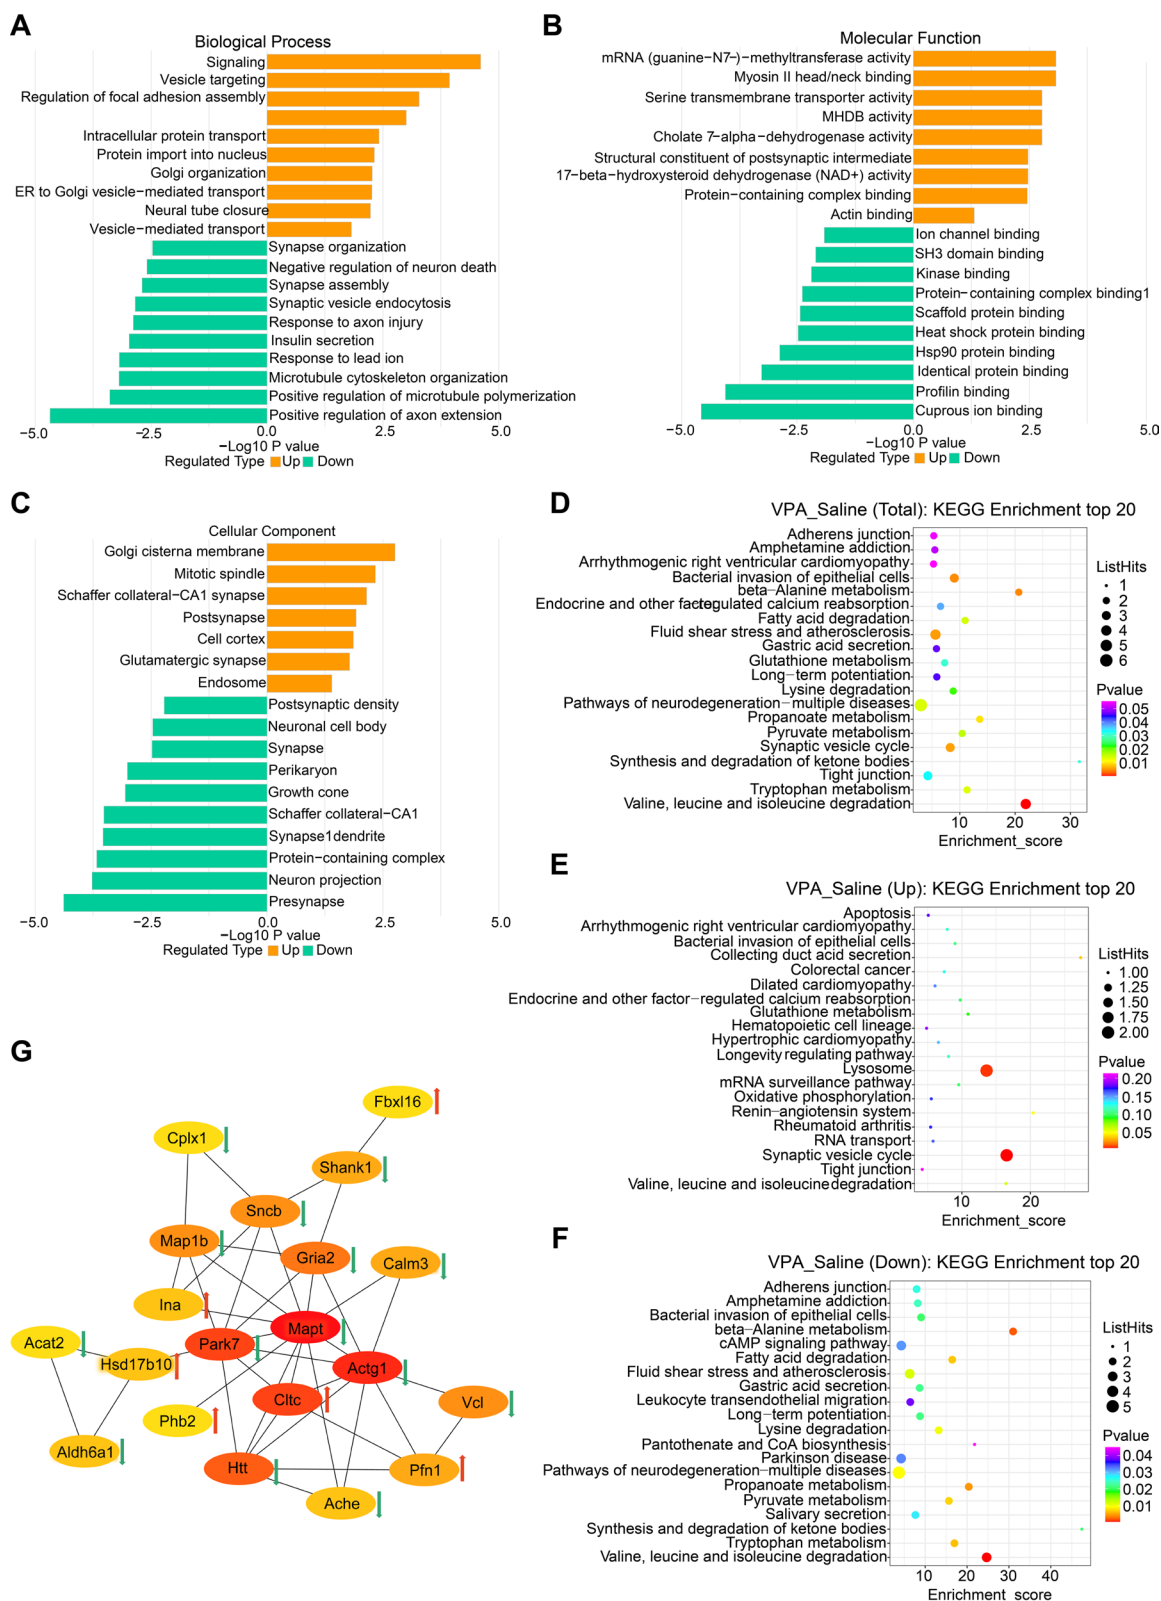 A
Biological Process
Signaling
Vesicle targeting
Regulation of focal adhesion assembly
Intracellular protein transport
Protein import into nucleus
Golgi organization
ER to Golgi vesicle−mediated transport
Neural tube closure
Vesicle−mediated transport
Synapse organization
Negative regulation of neuron death
Synapse assembly
Synaptic vesicle endocytosis
Response to axon injury
Insulin secretion
Response to lead ion
Microtubule cytoskeleton organization
Positive regulation of microtubule polymerization
Positive regulation of axon extension
−5.0 −2.5 0.0 2.5 5.0
−Log10 P value
Regulated Type Up Down
B
Molecular Function
mRNA (guanine−N7−)−methyltransferase activity
Myosin II head/neck binding
Serine transmembrane transporter activity
MHDB activity
Cholate 7−alpha−dehydrogenase activity
Structural constituent of postsynaptic intermediate
17−beta−hydroxysteroid dehydrogenase (NAD+) activity
Protein−containing complex binding
Actin binding
Ion channel binding
SH3 domain binding
Kinase binding
Protein−containing complex binding1
Scaffold protein binding
Heat shock protein binding
Hsp90 protein binding
Identical protein binding
Profilin binding
Cuprous ion binding
−5.0 −2.5 0.0 2.5 5.0
−Log10 P value
Regulated Type Up Down
C
Cellular Component
Golgi cisterna membrane
Mitotic spindle
Schaffer collateral−CA1 synapse
Postsynapse
Cell cortex
Glutamatergic synapse
Endosome
Postsynaptic density
Neuronal cell body
Synapse
Perikaryon
Growth cone
Schaffer collateral−CA1
Synapse1dendrite
Protein−containing complex
Neuron projection
Presynapse
−5.0 −2.5 0.0 2.5 5.0
−Log10 P value
Regulated Type Up Down
D
VPA_Saline (Total): KEGG Enrichment top 20
Adherens junction
Amphetamine addiction
Arrhythmogenic right ventricular cardiomyopathy
Bacterial invasion of epithelial cells
beta−Alanine metabolism
Endocrine and other regulated calcium reabsorption
Fatty acid degradation
Fluid shear stress and atherosclerosis
Gastric acid secretion
Glutathione metabolism
Long−term potentiation
Lysine degradation
Pathways of neurodegeneration−multiple diseases
Propanoate metabolism
Pyruvate metabolism
Synaptic vesicle cycle
Synthesis and degradation of ketone bodies
Tight junction
Tryptophan metabolism
Valine, leucine and isoleucine degradation
10 20 30
Enrichment_score
ListHits
1
2
3
4
5
6
Pvalue
0.05
0.04
0.03
0.02
0.01
E
VPA_Saline (Up): KEGG Enrichment top 20
Apoptosis
Arrhythmogenic right ventricular cardiomyopathy
Bacterial invasion of epithelial cells
Collecting duct acid secretion
Colorectal cancer
Dilated cardiomyopathy
Endocrine and other factor−regulated calcium reabsorption
Glutathione metabolism
Hematopoietic cell lineage
Hypertrophic cardiomyopathy
Longevity regulating pathway
Lysosome
mRNA surveillance pathway
Oxidative phosphorylation
Renin−angiotensin system
Rheumatoid arthritis
RNA transport
Synaptic vesicle cycle
Tight junction
Valine, leucine and isoleucine degradation
10 20
Enrichment_score
ListHits
1.00
1.25
1.50
1.75
2.00
Pvalue
0.20
0.15
0.10
0.05
F
VPA_Saline (Down): KEGG Enrichment top 20
Adherens junction
Amphetamine addiction
Bacterial invasion of epithelial cells
beta−Alanine metabolism
cAMP signaling pathway
Fatty acid degradation
Fluid shear stress and atherosclerosis
Gastric acid secretion
Leukocyte transendothelial migration
Long−term potentiation
Lysine degradation
Pantothenate and CoA biosynthesis
Parkinson disease
Pathways of neurodegeneration−multiple diseases
Propanoate metabolism
Pyruvate metabolism
Salivary secretion
Synthesis and degradation of ketone bodies
Tryptophan metabolism
Valine, leucine and isoleucine degradation
10 20 30 40
Enrichment_score
ListHits
1
2
3
4
5
Pvalue
0.04
0.03
0.02
0.01
G
Fbxl16
Cplx1
Shank1
Sncb
Map1b
Gria2
Calm3
Ina
Mapt
Acat2
Park7
Hsd17b10
Actg1
Cltc
Vcl
Phb2
Aldh6a1
Htt
Pfn1
Ache